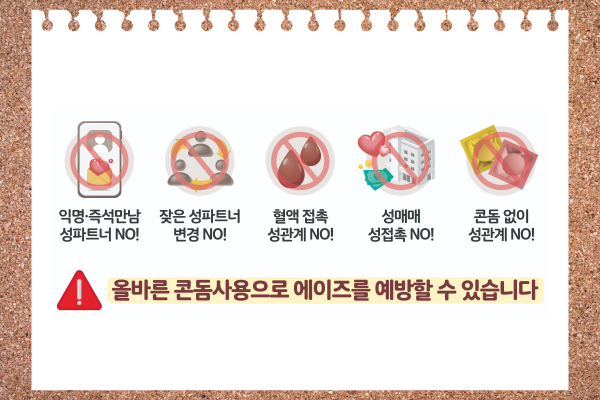 익명·즉석만남
성파트너 NO!
잦은 성파트너
변경 NO!
혈액 접촉
성관계 NO!
성매매
성접촉 NO!
콘돔 없이
성관계 NO!
올바른 콘돔사용으로 에이즈를 예방할 수 있습니다